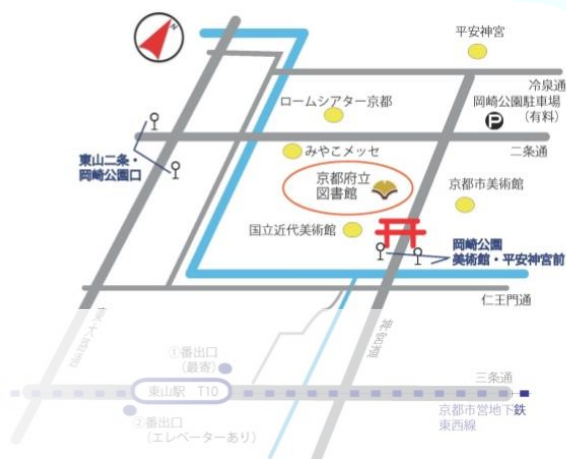 N
平安神宮
冷泉通
岡崎公園駐車場
（有料）
P
ロームシアター京都
二条通
みやこメッセ
東山二条・
岡崎公園口
京都府立
図書館
京都市美術館
国立近代美術館
岡崎公園
美術館・平安神宮前
仁王門通
①番出口
（最寄）
三条通
東山駅 T10
京都市営地下鉄
東西線
②番出口
（エレベーターあり）